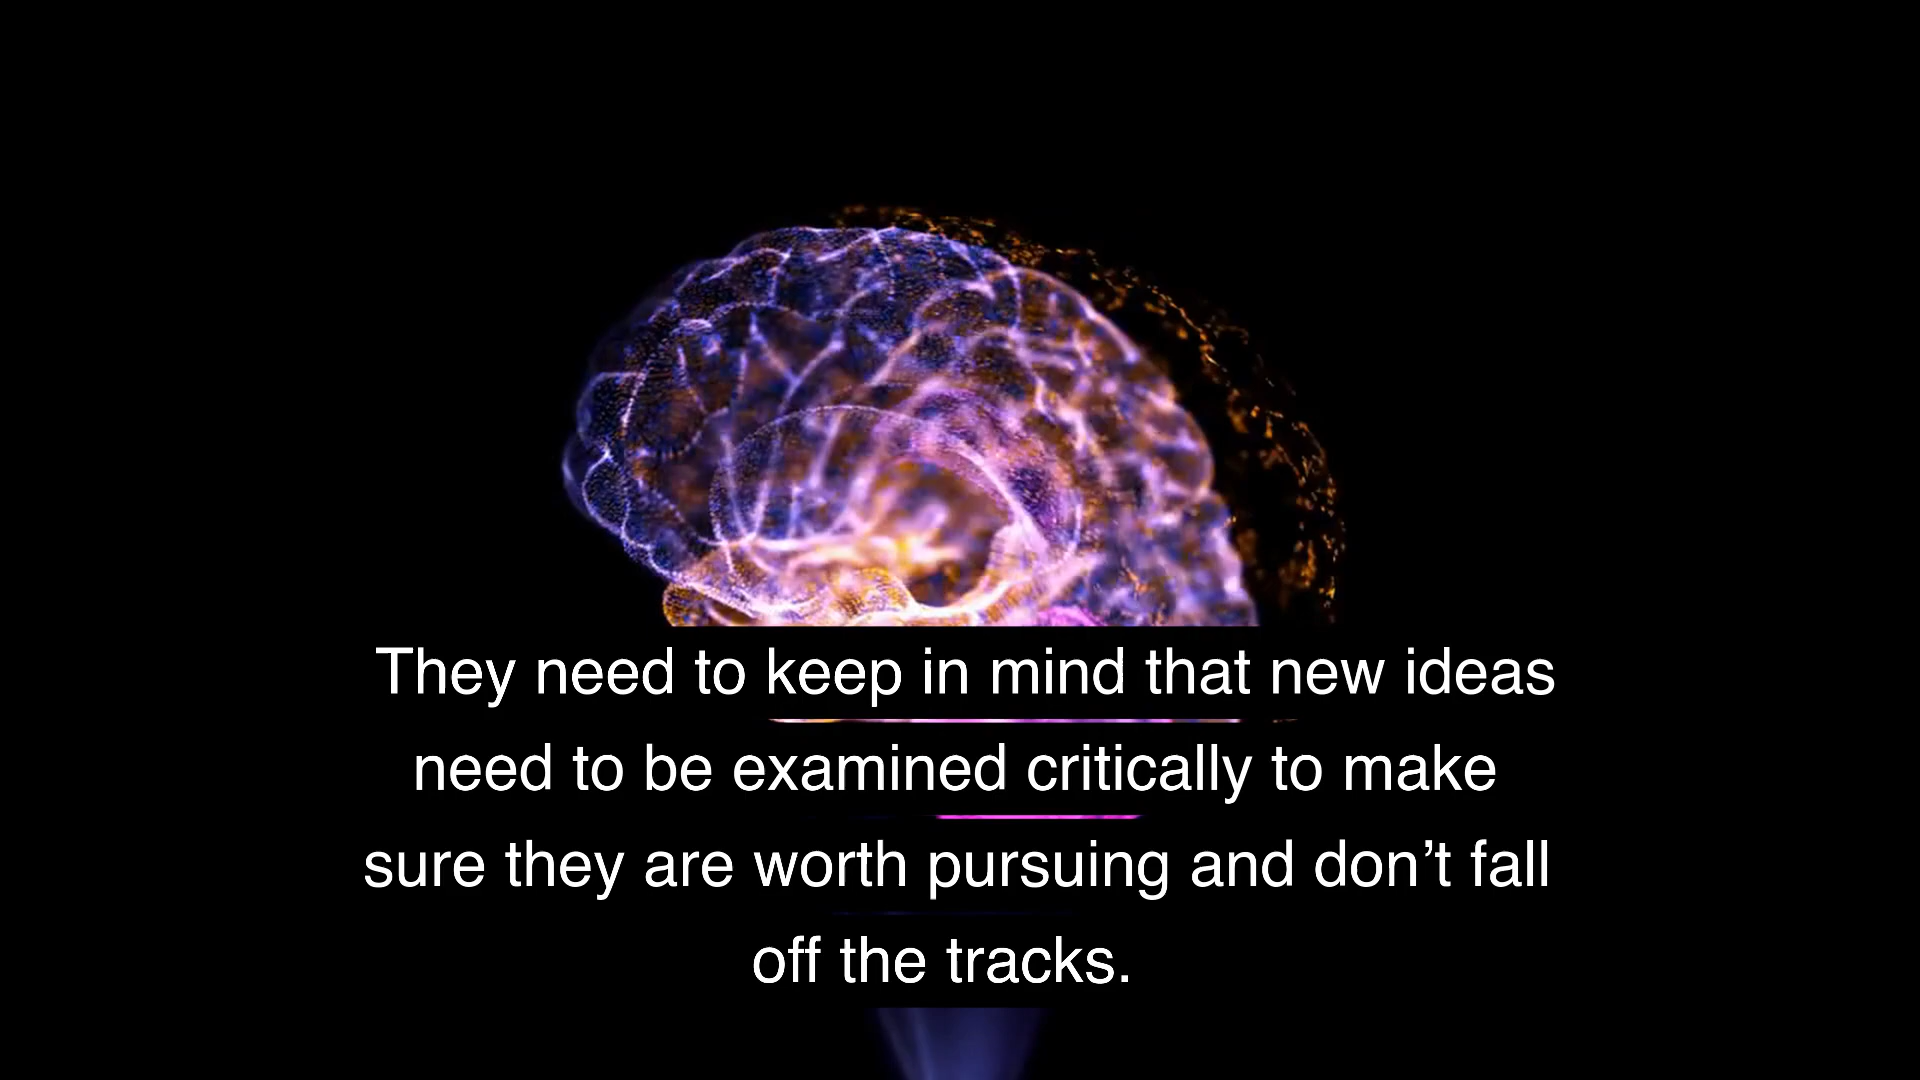 They need to keep in mind that new ideas
need to be examined critically to make
sure they are worth pursuing and don’t fall
off the tracks.